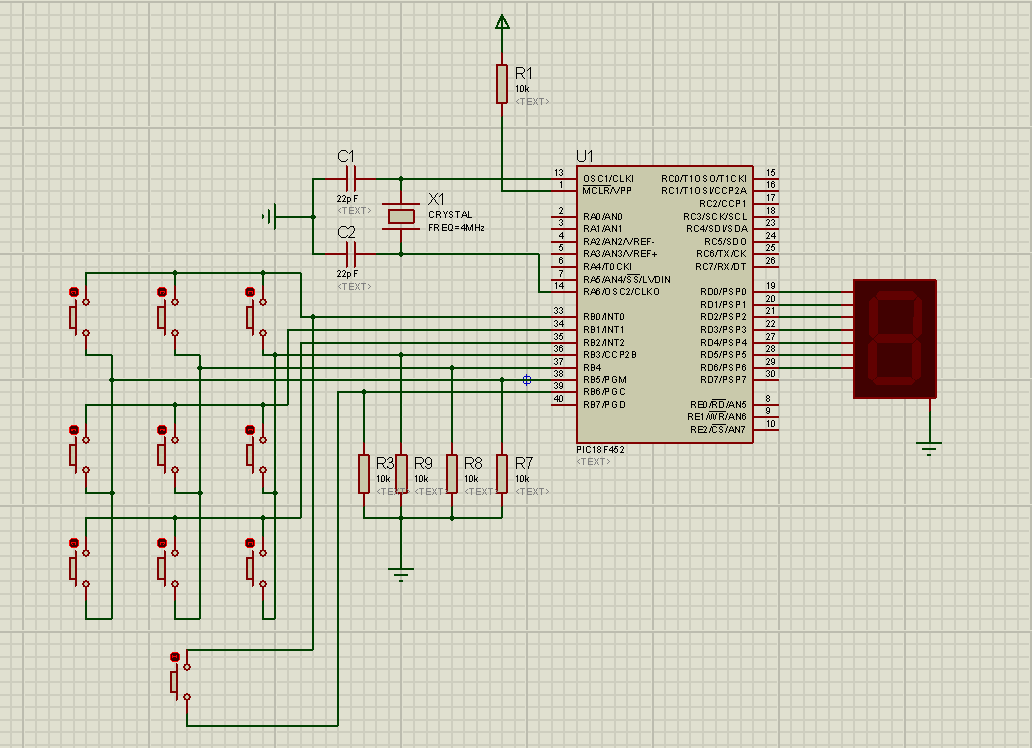 R1
10k
<TEXT>
C1
22pF
<TEXT>
X1
CRYSTAL
FREQ=4MHz
C2
22pF
<TEXT>
U1
13 OSC1/CLKI RC0/T1OSO/T1CKI 15
1 MCLR/VPP RC1/T1OSI/CCP2A 16
RC2/CCP1 17
2 RA0/AN0 RC3/SCK/SCL 18
3 RA1/AN1 RC4/SDI/SDA 23
4 RA2/AN2/VREF- RC5/SDO 24
5 RA3/AN3/VREF+ RC6/TX/CK 25
6 RA4/T0CKI RC7/RX/DT 26
7 RA5/AN4/SS/LVDIN
14 RA6/OSC2/CLKO RD0/PSP0 19
RD1/PSP1 20
33 RB0/INT0 RD2/PSP2 21
34 RB1/INT1 RD3/PSP3 22
35 RB2/INT2 RD4/PSP4 27
36 RB3/CCP2B RD5/PSP5 28
37 RB4 RD6/PSP6 29
38 RB5/PGM RD7/PSP7 30
39 RB6/PGC
40 RB7/PGD RE0/RD/AN5 8
RE1/WR/AN6 9
RE2/CS/AN7 10
PIC18F452
<TEXT>
R3
10k
<TEXT>
R9
10k
<TEXT>
R8
10k
<TEXT>
R7
10k
<TEXT>